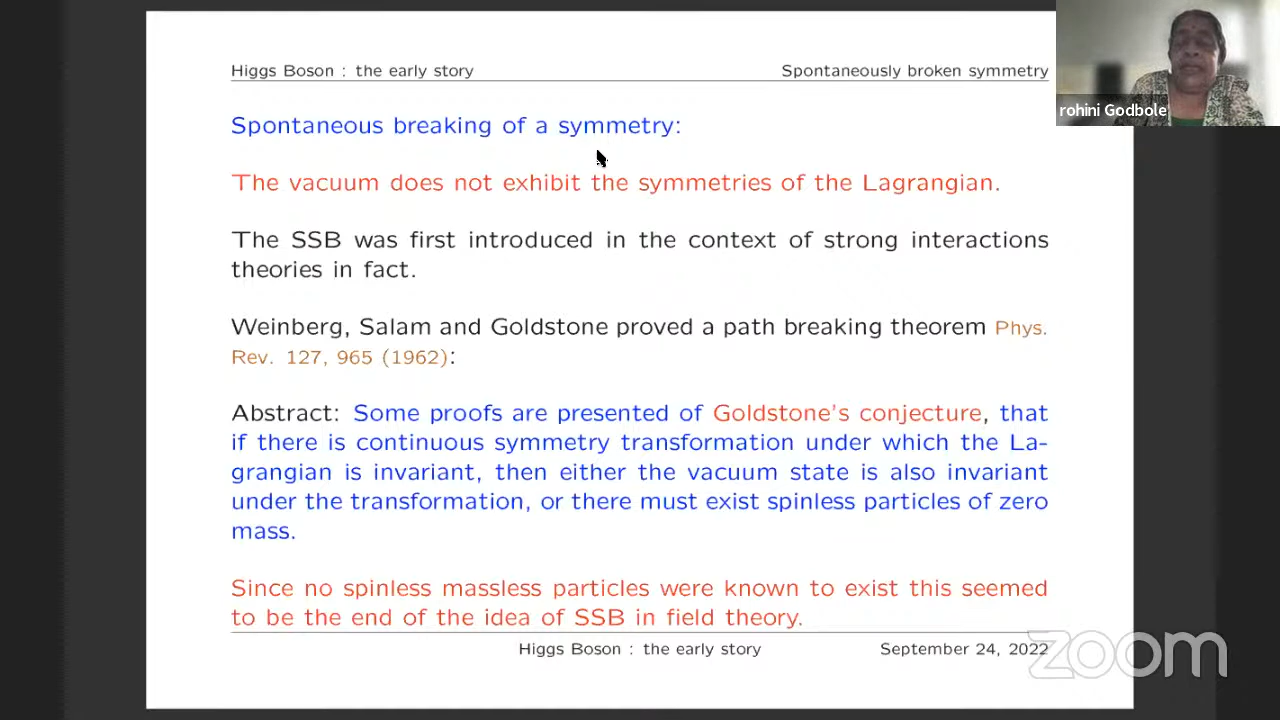 Higgs Boson : the early story
Spontaneously broken symmetry
rohini Godbole
Spontaneous breaking of a symmetry:
The vacuum does not exhibit the symmetries of the Lagrangian.
The SSB was first introduced in the context of strong interactions
theories in fact.
Weinberg, Salam and Goldstone proved a path breaking theorem Phys.
Rev. 127, 965 (1962):
Abstract: Some proofs are presented of Goldstone's conjecture, that
if there is continuous symmetry transformation under which the La-
grangian is invariant, then either the vacuum state is also invariant
under the transformation, or there must exist spinless particles of zero
mass.
Since no spinless massless particles were known to exist this seemed
to be the end of the idea of SSB in field theory.
Higgs Boson : the early story
September 24, 2022
zoom